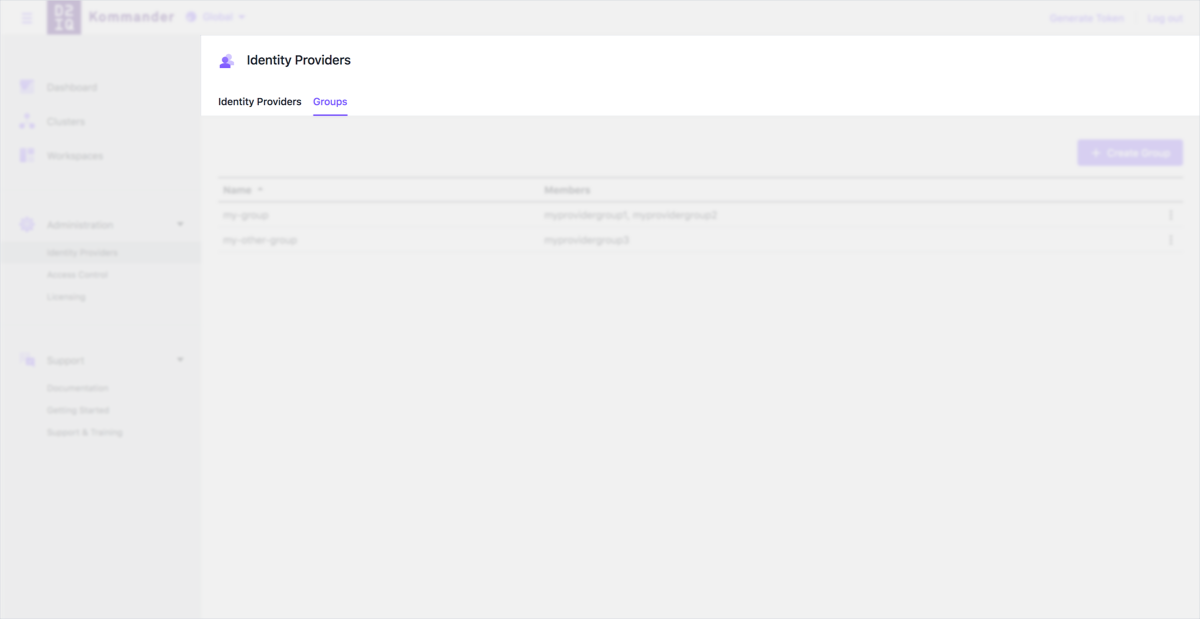 D2
iQ
Kommander
Global
Generate Token
Log out
Identity Providers
Identity Providers Groups
Dashboard
Clusters
Workspaces
+ Create Group
Name Members
my-group myprovidergroup1, myprovidergroup2
my-other-group myprovidergroup3
Administration
Identity Providers
Access Control
Licensing
Support
Documentation
Getting Started
Support & Training